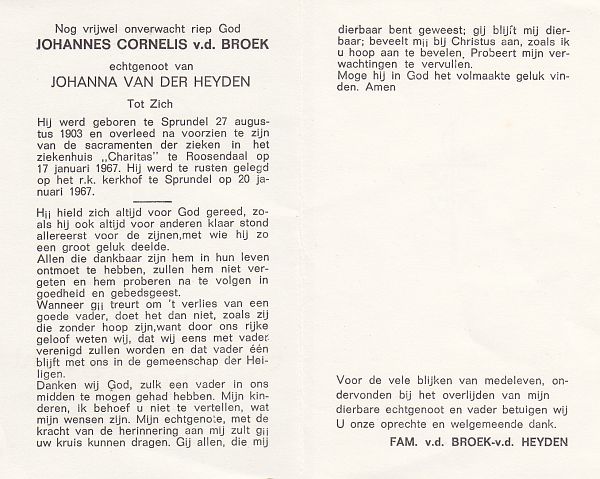 Nog vrijwel onverwacht riep God
JOHANNES CORNELIS v.d. BROEK
echtgenoot van
JOHANNA VAN DER HEYDEN
Tot Zich
Hij werd geboren te Sprundel 27 augus-
tus 1903 en overleed na voorzien te zijn
van de sacramenten der zieken in het
ziekenhuis „Charitas" te Roosendaal op
17 januari 1967. Hij werd te rusten gelegd
op het r.k. kerkhof te Sprundel op 20 ja-
nuari 1967.
Hij hield zich altijd voor God gereed, zo-
als hij ook altijd voor anderen klaar stond
allereerst voor de zijnen,met wie hij zo
een groot geluk deelde.
Allen die dankbaar zijn hem in hun leven
ontmoet te hebben, zullen hem niet ver-
geten en hem proberen na te volgen in
goedheid en gebedsgeest.
Wanneer gij treurt om 't verlies van een
goede vader, doet het dan niet, zoals zij
die zonder hoop zijn,want door ons rijke
geloof weten wij, dat wij eens met vader
verenigd zullen worden en dat vader één
blijft met ons in de gemeenschap der Hei-
ligen.
Danken wij God, zulk een vader in ons
midden te mogen gehad hebben. Mijn kin-
deren, ik behoef u niet te vertellen, wat
mijn wensen zijn. Mijn echtgenote, met de
kracht van de herinnering aan mij zult gij
uw kruis kunnen dragen. Gij allen, die mij
dierbaar bent geweest; gij blijft mij dier-
baar; beveelt mij bij Christus aan, zoals ik
u hoop aan te bevelen. Probeert mijn ver-
wachtingen te vervullen.
Moge hij in God het volmaakte geluk vin-
den. Amen
Voor de vele blijken van medeleven, on-
dervonden bij het overlijden van mijn
dierbare echtgenoot en vader betuigen wij
U onze oprechte en welgemeende dank.
FAM. v.d. BROEK-v.d. HEYDEN